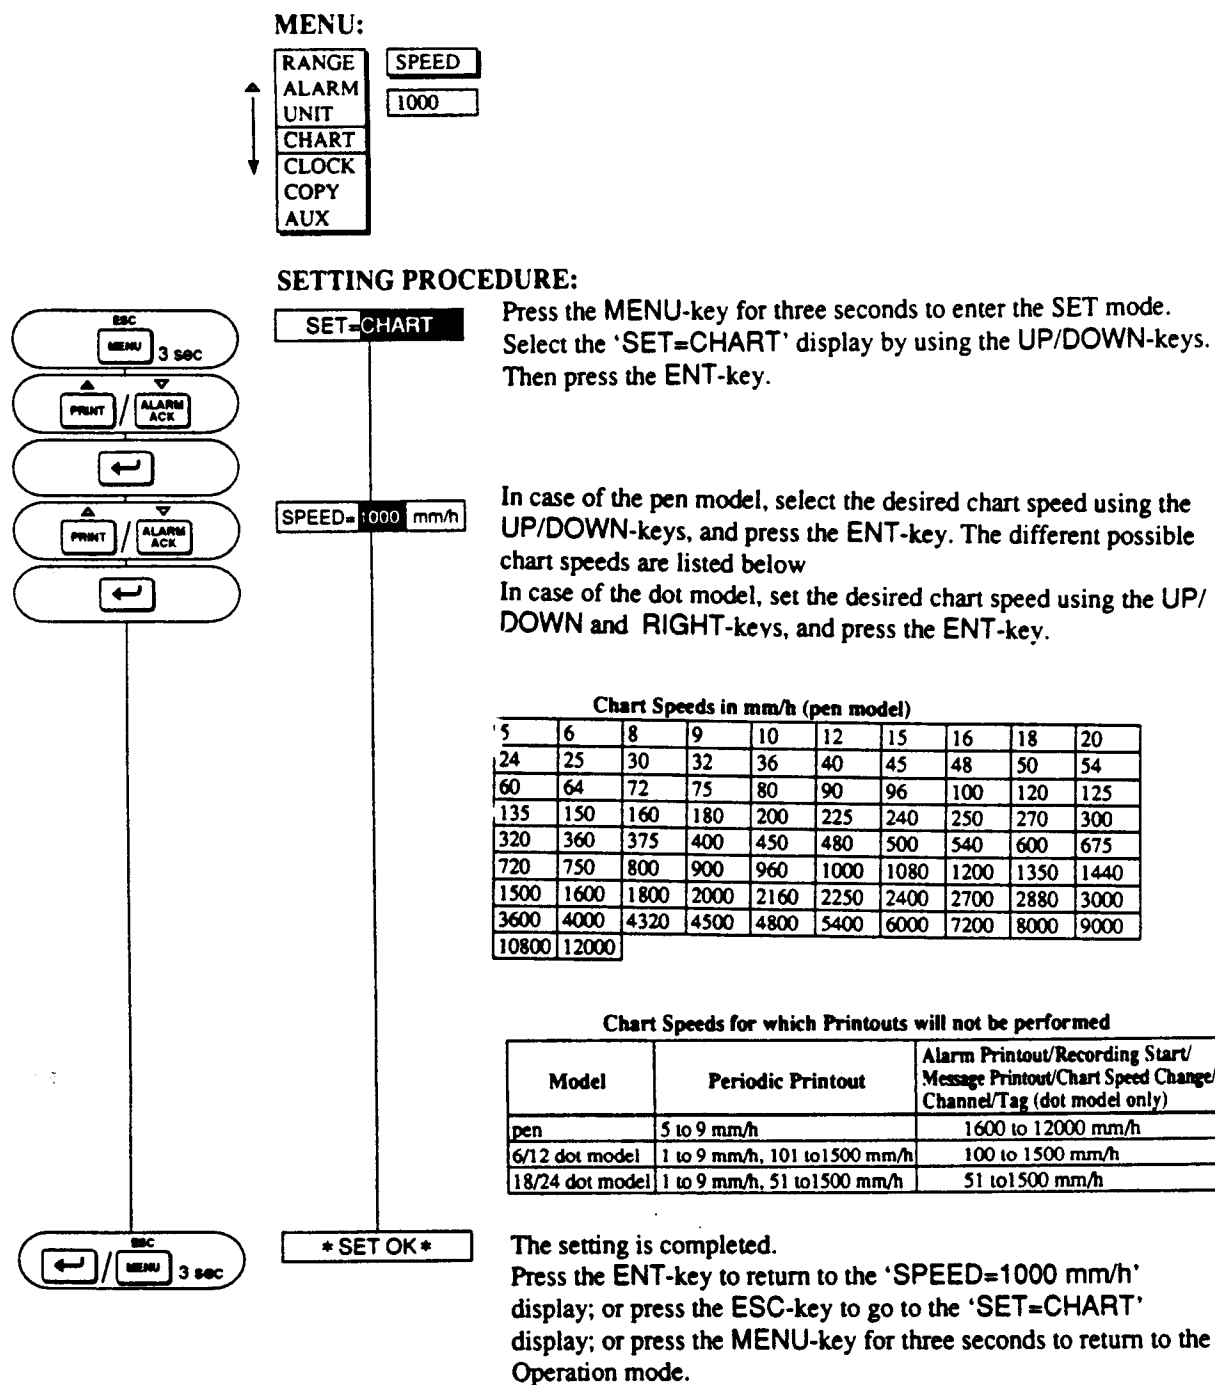 MENU:
RANGE
ALARM
UNIT
CHART
CLOCK
COPY
AUX
SPEED
1000
SETTING PROCEDURE:
ESC
MENU 3 sec
SET=CHART
Press the MENU-key for three seconds to enter the SET mode.
Select the ‘SET=CHART’ display by using the UP/DOWN-keys.
Then press the ENT-key.
PRINT / ALARM ACK
PRINT / ALARM ACK
SPEED=1000 mm/h
In case of the pen model, select the desired chart speed using the
UP/DOWN-keys, and press the ENT-key. The different possible
chart speeds are listed below
In case of the dot model, set the desired chart speed using the UP/
DOWN and RIGHT-keys, and press the ENT-key.
Chart Speeds in mm/h (pen model)
5 6 8 9 10 12 15 16 18 20
24 25 30 32 36 40 45 48 50 54
60 64 72 75 80 90 96 100 120 125
135 150 160 180 200 225 240 250 270 300
320 360 375 400 450 480 500 540 600 675
720 750 800 900 960 1000 1080 1200 1350 1440
1500 1600 1800 2000 2160 2250 2400 2700 2880 3000
3600 4000 4320 4500 4800 5400 6000 7200 8000 9000
10800 12000
Chart Speeds for which Printouts will not be performed
Model Periodic Printout Alarm Printout/Recording Start/
Message Printout/Chart Speed Change/
Channel/Tag (dot model only)
pen 5 to 9 mm/h 1600 to 12000 mm/h
6/12 dot model 1 to 9 mm/h, 101 to1500 mm/h 100 to 1500 mm/h
18/24 dot model 1 to 9 mm/h, 51 to1500 mm/h 51 to1500 mm/h
ESC
/ MENU 3 sec
* SET OK *
The setting is completed.
Press the ENT-key to return to the ‘SPEED=1000 mm/h’
display; or press the ESC-key to go to the ‘SET=CHART’
display; or press the MENU-key for three seconds to return to the
Operation mode.